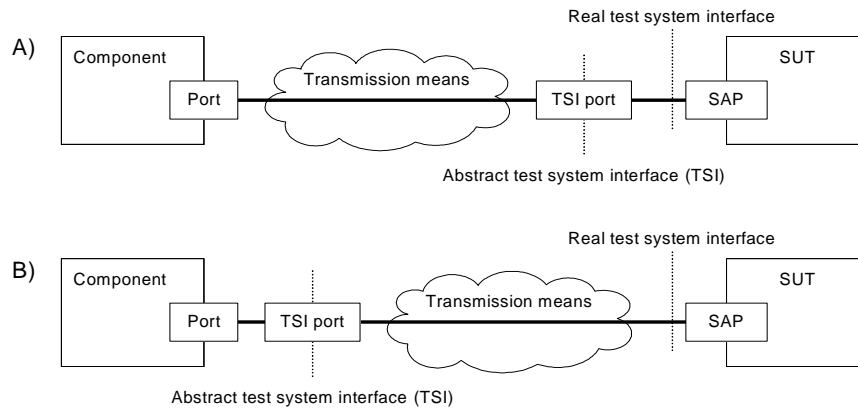 Real test system interface
A)
Component
SUT
Transmission means
Port
TSI port
SAP
Abstract test system interface (TSI)
Real test system interface
B)
Component
SUT
Transmission means
Port
TSI port
SAP
Abstract test system interface (TSI)